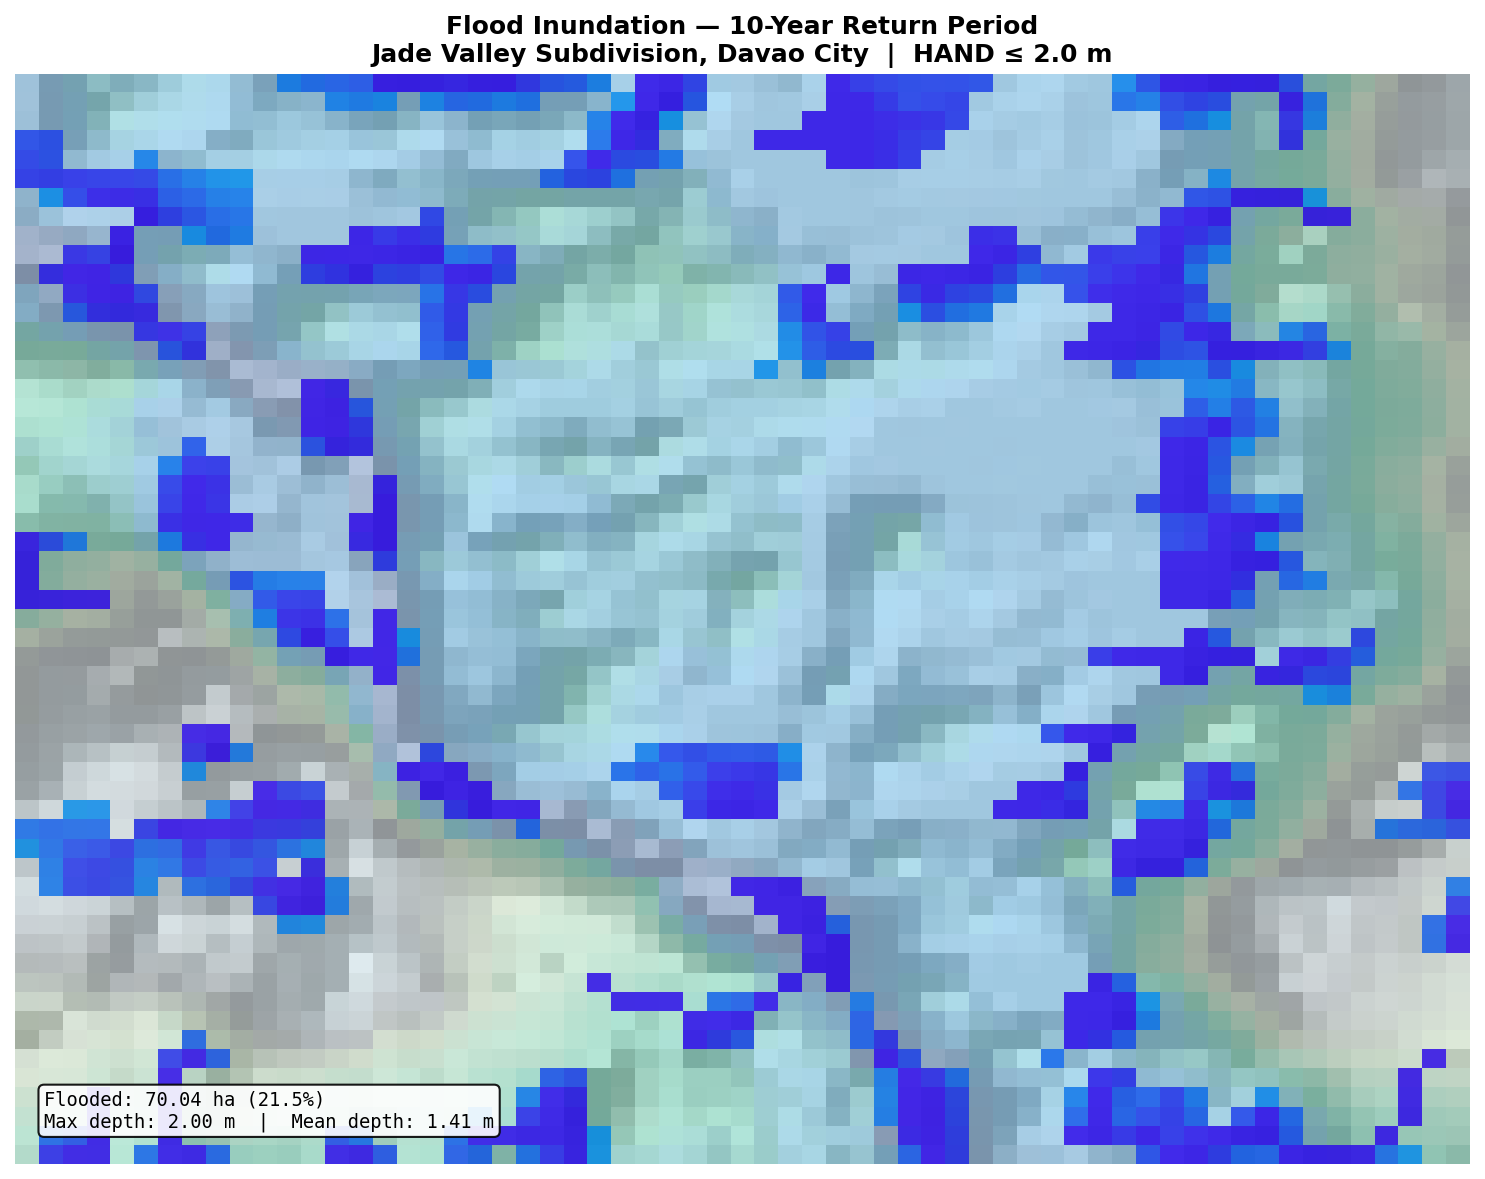 Flood Inundation — 10-Year Return Period
Jade Valley Subdivision, Davao City | HAND ≤ 2.0 m
Flooded: 70.04 ha (21.5%)
Max depth: 2.00 m | Mean depth: 1.41 m